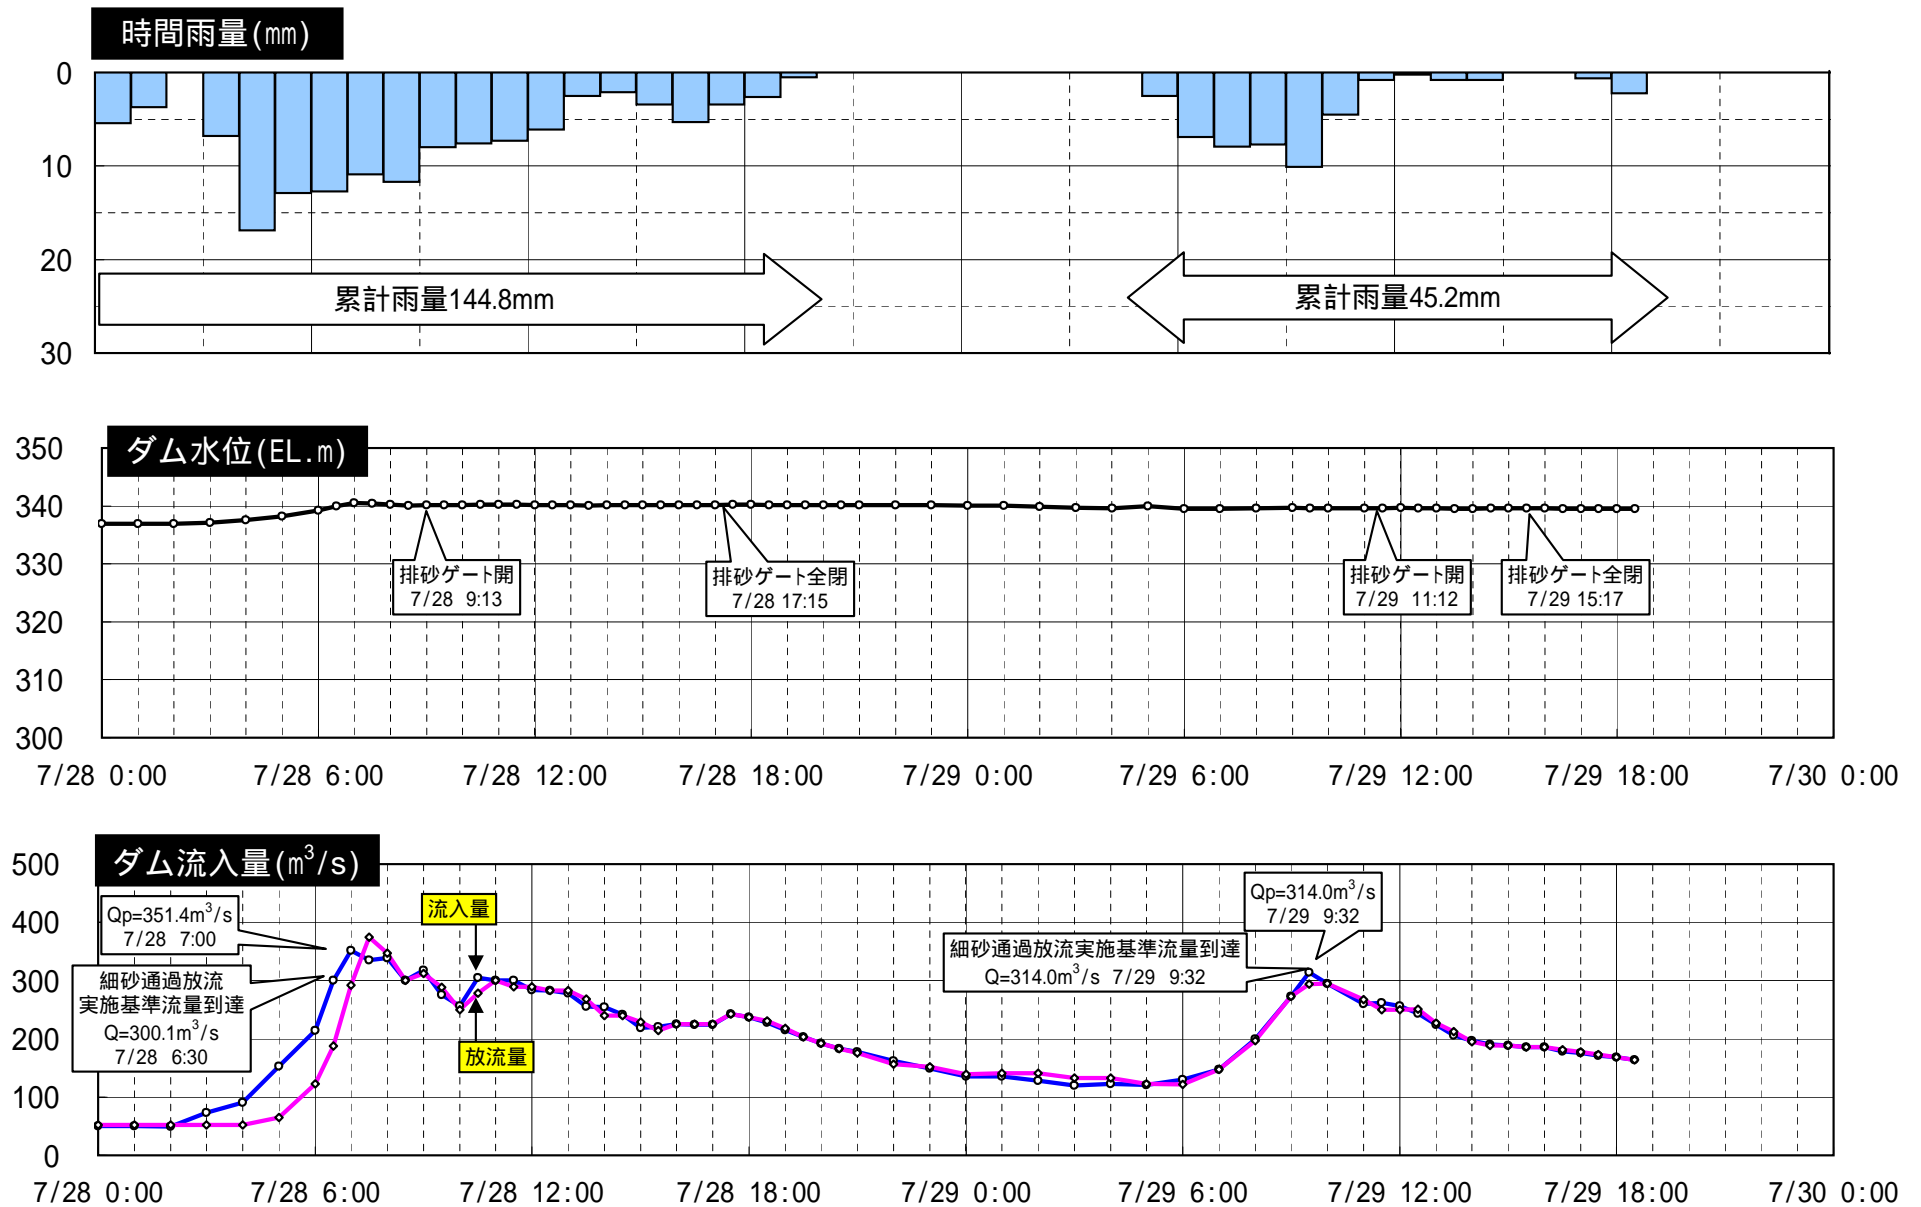 時間雨量(㎜)
0
10
20
30
累計雨量144.8mm
累計雨量45.2mm
ダム水位(EL.m)
350
340
330
320
310
300
排砂ゲート開
7/28 9:13
排砂ゲート全閉
7/28 17:15
排砂ゲート開
7/29 11:12
排砂ゲート全閉
7/29 15:17
7/28 0:00
7/28 6:00
7/28 12:00
7/28 18:00
7/29 0:00
7/29 6:00
7/29 12:00
7/29 18:00
7/30 0:00
ダム流入量(m³/s)
500
400
300
200
100
0
Qp=351.4m³/s
7/28 7:00
細砂通過放流
実施基準流量到達
Q=300.1m³/s
7/28 6:30
流入量
放流量
細砂通過放流実施基準流量到達
Q=314.0m³/s 7/29 9:32
Qp=314.0m³/s
7/29 9:32
7/28 0:00
7/28 6:00
7/28 12:00
7/28 18:00
7/29 0:00
7/29 6:00
7/29 12:00
7/29 18:00
7/30 0:00